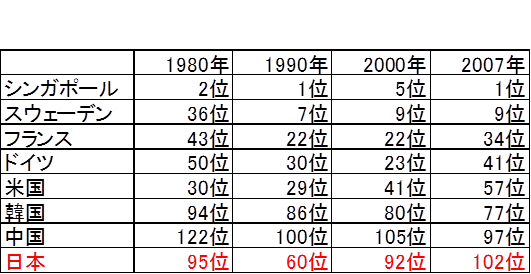 1980年 1990年 2000年 2007年
シンガポール 2位 1位 5位 1位
スウェーデン 36位 7位 9位 9位
フランス 43位 22位 22位 34位
ドイツ 50位 30位 23位 41位
米国 30位 29位 41位 57位
韓国 94位 86位 80位 77位
中国 122位 100位 105位 97位
日本 95位 60位 92位 102位